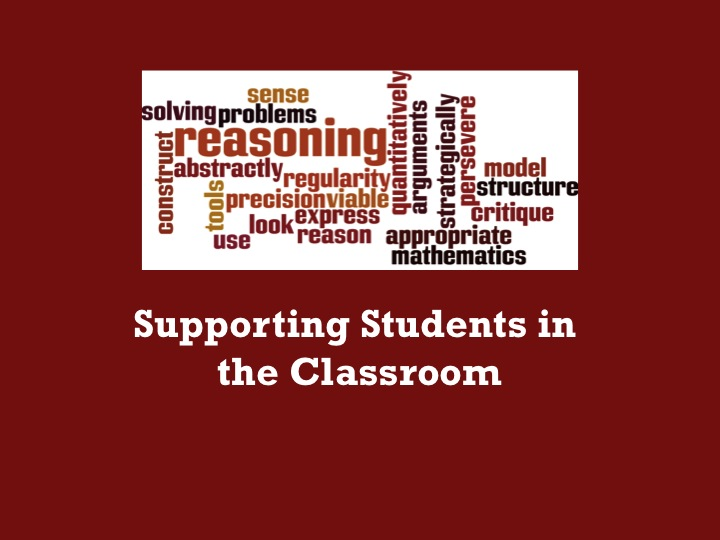 sense
solving problems
reasoning
construct
abstractly
regularity
tools
precision viable
express
look
use
reason
quantitatively
arguments
strategically
persevere
model
structure
critique
appropriate
mathematics
Supporting Students in
the Classroom